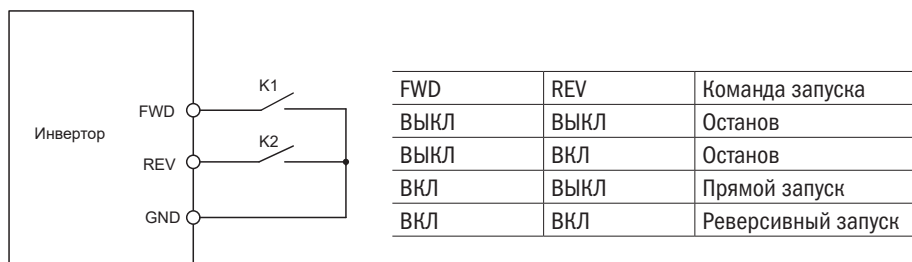 Инвертор
FWD
REV
GND
K1
K2
FWD REV Команда запуска
ВЫКЛ ВЫКЛ Останов
ВЫКЛ ВКЛ Останов
ВКЛ ВЫКЛ Прямой запуск
ВКЛ ВКЛ Реверсивный запуск